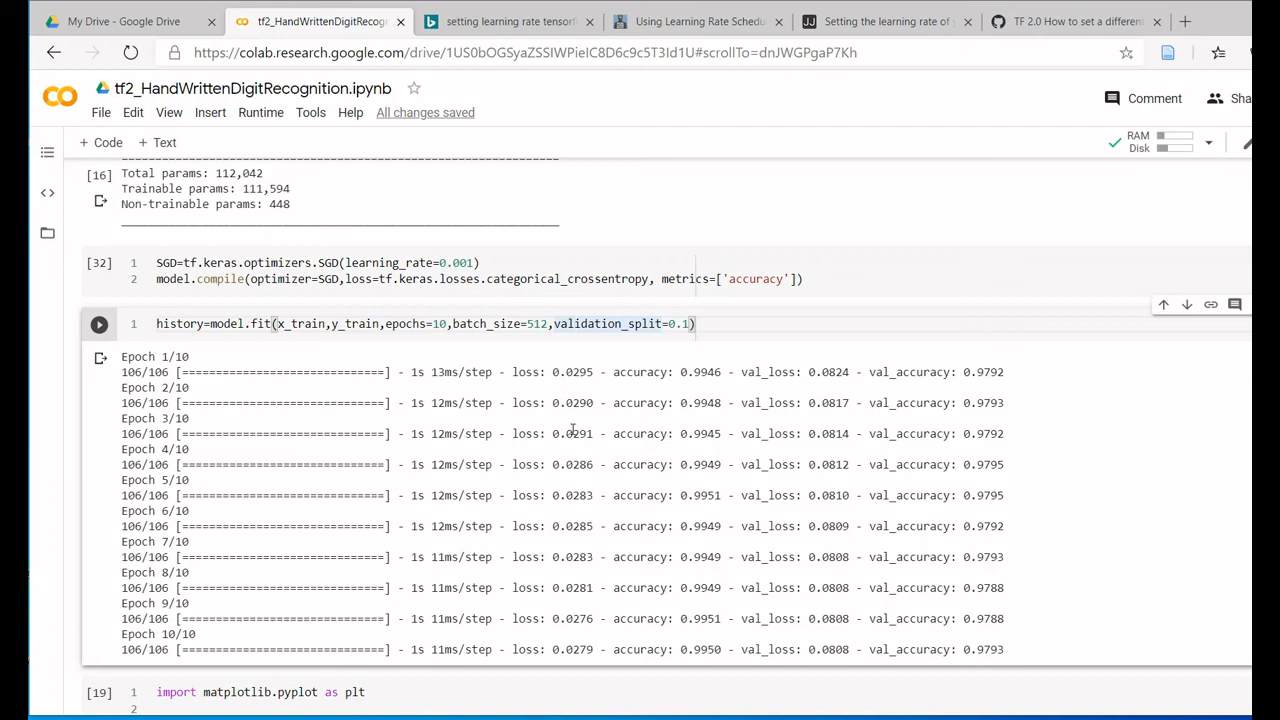 My Drive - Google Drive
tf2_HandWrittenDigitRecogn
setting learning rate tensorf
Using Learning Rate Schedu
Setting the learning rate of y
TF 2.0 How to set a differen
https://colab.research.google.com/drive/1US0bOGSyaZSSIWPieIC8D6c9c5T3Id1U#scrollTo=dnJWGPgaP7Kh
tf2_HandWrittenDigitRecognition.ipynb
Comment
Sha
File Edit View Insert Runtime Tools Help All changes saved
+ Code + Text
RAM
Disk
[16]
Total params: 112,042
Trainable params: 111,594
Non-trainable params: 448
[32] 1 SGD=tf.keras.optimizers.SGD(learning_rate=0.001)
2 model.compile(optimizer=SGD,loss=tf.keras.losses.categorical_crossentropy, metrics=['accuracy'])
1 history=model.fit(x_train,y_train,epochs=10,batch_size=512,validation_split=0.1)
Epoch 1/10
106/106 [==============================] - 1s 13ms/step - loss: 0.0295 - accuracy: 0.9946 - val_loss: 0.0824 - val_accuracy: 0.9792
Epoch 2/10
106/106 [==============================] - 1s 12ms/step - loss: 0.0290 - accuracy: 0.9948 - val_loss: 0.0817 - val_accuracy: 0.9793
Epoch 3/10
106/106 [==============================] - 1s 12ms/step - loss: 0.0291 - accuracy: 0.9945 - val_loss: 0.0814 - val_accuracy: 0.9792
Epoch 4/10
106/106 [==============================] - 1s 12ms/step - loss: 0.0286 - accuracy: 0.9949 - val_loss: 0.0812 - val_accuracy: 0.9795
Epoch 5/10
106/106 [==============================] - 1s 12ms/step - loss: 0.0283 - accuracy: 0.9951 - val_loss: 0.0810 - val_accuracy: 0.9795
Epoch 6/10
106/106 [==============================] - 1s 12ms/step - loss: 0.0285 - accuracy: 0.9949 - val_loss: 0.0809 - val_accuracy: 0.9792
Epoch 7/10
106/106 [==============================] - 1s 11ms/step - loss: 0.0283 - accuracy: 0.9949 - val_loss: 0.0808 - val_accuracy: 0.9793
Epoch 8/10
106/106 [==============================] - 1s 11ms/step - loss: 0.0281 - accuracy: 0.9949 - val_loss: 0.0808 - val_accuracy: 0.9788
Epoch 9/10
106/106 [==============================] - 1s 11ms/step - loss: 0.0276 - accuracy: 0.9951 - val_loss: 0.0808 - val_accuracy: 0.9788
Epoch 10/10
106/106 [==============================] - 1s 11ms/step - loss: 0.0279 - accuracy: 0.9950 - val_loss: 0.0808 - val_accuracy: 0.9793
[19] 1 import matplotlib.pyplot as plt
2